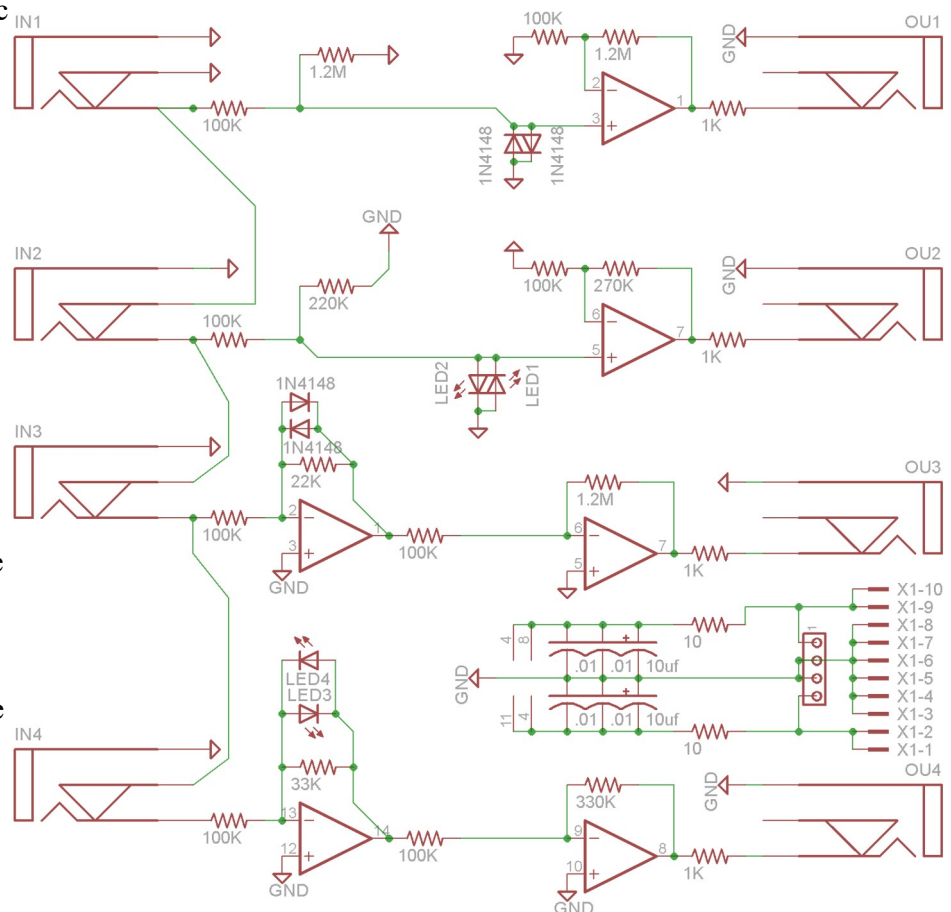 c
IN1
1.2M
100K
1N4148
1N4148
100K
1.2M
2
3
1
1K
GND
OU1
IN2
GND
220K
100K
LED2
LED1
100K
270K
6
5
7
1K
GND
OU2
IN3
1N4148
1N4148
22K
100K
2
3
1
GND
100K
1.2M
6
5
7
1K
OU3
e
4
8
.01
.01
10uf
10
GND
11
4
.01
.01
10uf
10
1
X1-10
X1-9
X1-8
X1-7
X1-6
X1-5
X1-4
X1-3
X1-2
X1-1
e
IN4
LED4
LED3
33K
100K
13
12
14
GND
100K
330K
9
10
8
GND
1K
GND
OU4